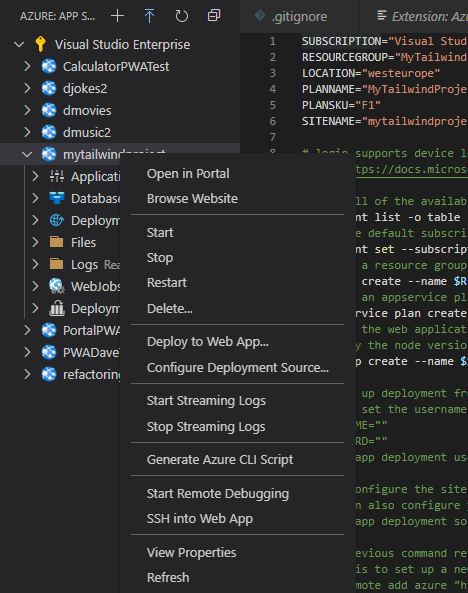 AZURE: APP S...
Visual Studio Enterprise
CalculatorPWATest
djokes2
dmovies
dmusic2
mytailwindproject
Applicati
Database
Deploym
Files
Logs Rea
WebJobs
Deploym
PortalPWA
PWADave
refactoring
Open in Portal
Browse Website
Start
Stop
Restart
Delete...
Deploy to Web App...
Configure Deployment Source...
Start Streaming Logs
Stop Streaming Logs
Generate Azure CLI Script
Start Remote Debugging
SSH into Web App
View Properties
Refresh
.gitignore
Extension: Az
1 SUBSCRIPTION="Visual Stud
2 RESOURCEGROUP="MyTailwind
3 LOCATION="westeurope"
4 PLANNAME="MyTailwindProje
5 PLANSKU="F1"
6 SITENAME="mytailwindproje
7
8 # login supports device l
ttps://docs.micros
ll of the availab
nt list -o table
e default subscri
nt set --subscrip
a resource group
create --name $R
an appservice pl
rvice plan create
the web applicati
y the node versio
p create --name $
up deployment fr
set the username
ME=""
RD=""
app deployment us
onfigure the site
n also configure
app deployment so
evious command re
is to set up a ne
mote add azure "h